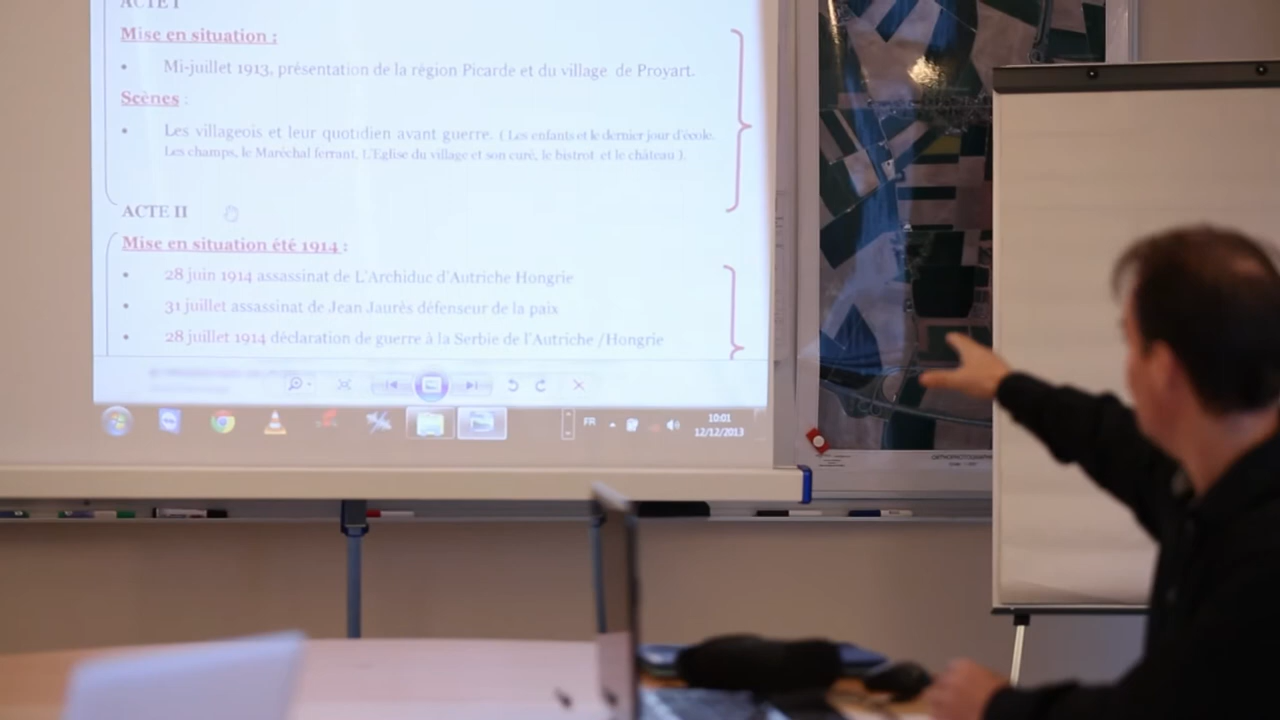 ACTE I
Mise en situation :
• Mi-juillet 1913, présentation de la région Picarde et du village de Proyart.
Scènes :
• Les villageois et leur quotidien avant guerre. ( Les enfants et le dernier jour d'école.
Les champs, le Maréchal ferrant, L'Eglise du village et son curé, le bistrot et le château ).
ACTE II
Mise en situation été 1914 :
• 28 juin 1914 assassinat de L'Archiduc d'Autriche Hongrie
• 31 juillet assassinat de Jean Jaurès défenseur de la paix
• 28 juillet 1914 déclaration de guerre à la Serbie de l'Autriche /Hongrie
FR
10:01
12/12/2013